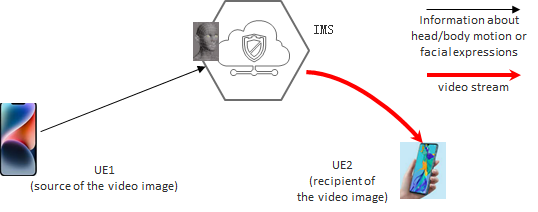 IMS
Information about
head/body motion or
facial expressions
video stream
UE1
(source of the video image)
UE2
(recipient of
the video image)